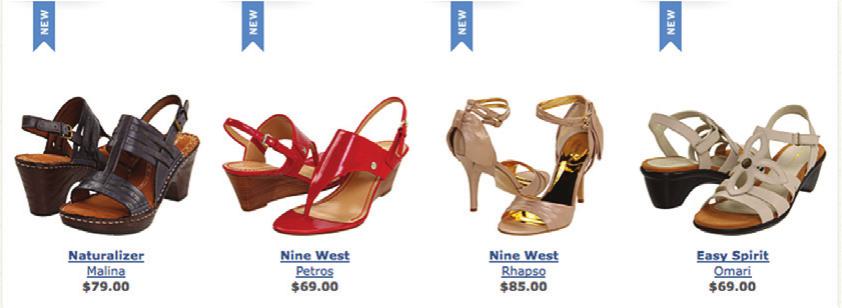 NEW
NEW
NEW
NEW
Naturalizer
Malina
$79.00
Nine West
Petros
$69.00
Nine West
Rhapso
$85.00
Easy Spirit
Omari
$69.00